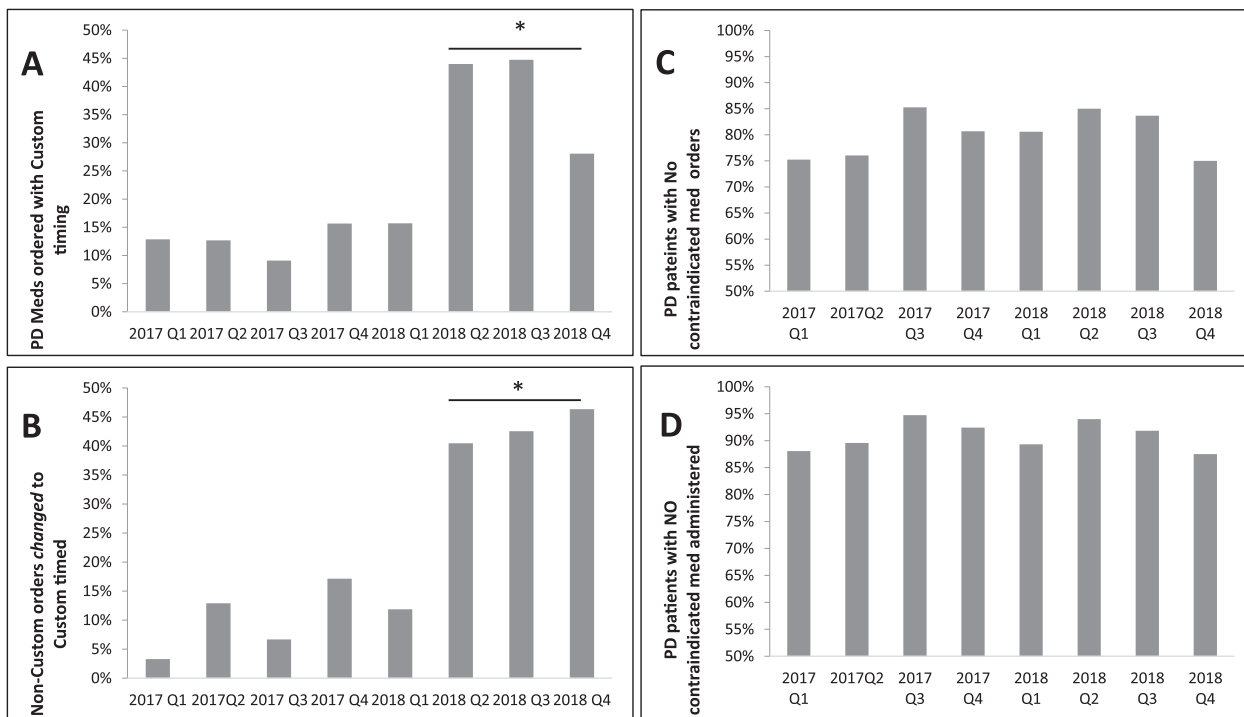 A
PD Meds ordered with Custom
timing
50%
45%
40%
35%
30%
25%
20%
15%
10%
5%
0%
*
2017 Q1 2017 Q2 2017 Q3 2017 Q4 2018 Q1 2018 Q2 2018 Q3 2018 Q4
B
Non-Custom orders changed to
Custom timed
50%
45%
40%
35%
30%
25%
20%
15%
10%
5%
0%
*
2017 Q1 2017Q2 2017 Q3 2017 Q4 2018 Q1 2018 Q2 2018 Q3 2018 Q4
C
PD pateints with No
contraindicated med orders
100%
95%
90%
85%
80%
75%
70%
65%
60%
55%
50%
2017 2017Q2 2017 2017 2018 2018 2018 2018
Q1 Q3 Q4 Q1 Q2 Q3 Q4
D
PD patients with NO
contraindicated med administered
100%
95%
90%
85%
80%
75%
70%
65%
60%
55%
50%
2017 2017Q2 2017 2017 2018 2018 2018 2018
Q1 Q3 Q4 Q1 Q2 Q3 Q4